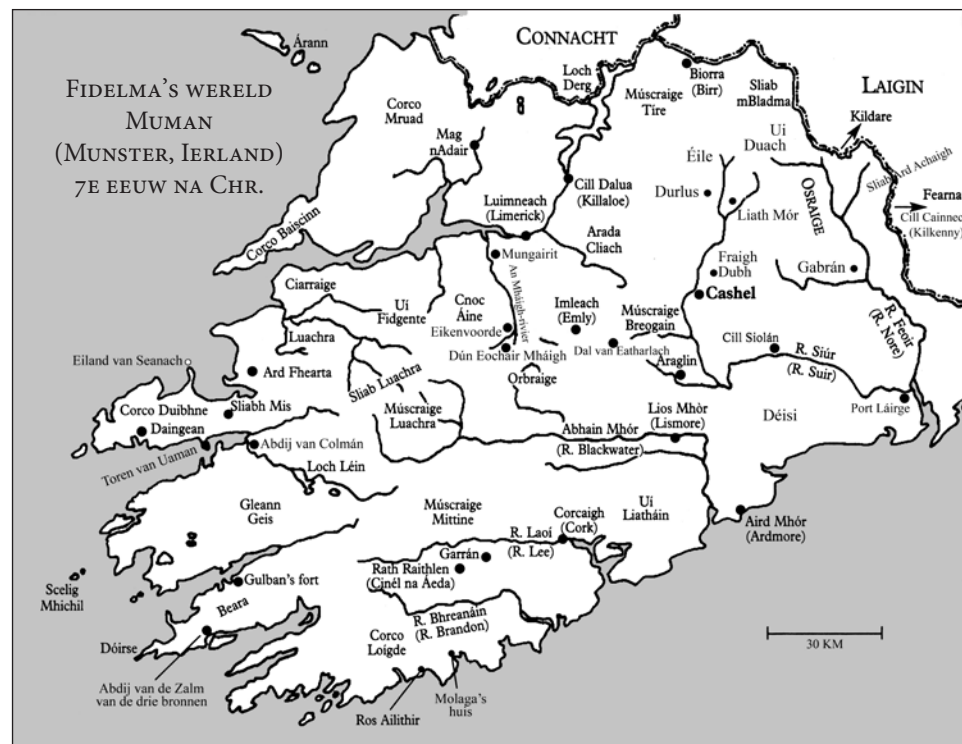 Fidelma's wereld
Muman
(Munster, Ierland)
7e eeuw na Chr.
Árann
CONNACHT
Loch
Derg
Biorra
(Birr)
Sliab
mBladma
LAIGIN
Kildare
Múscraige
Tíre
Corco
Mruad
Mag
nAdair
Ui
Duach
Éile
Sliab Ard Achaigh
Cill Dalua
(Killaloe)
Durlus
Liath Mór
OSRAIGE
Fearna
Cill Cainnech
(Kilkenny)
Luimneach
(Limerick)
Corco Baiscinn
Arada
Cliach
Mungairit
Fraigh
Dubh
Gabrán
Ciarraige
Uí
Fidgente
Cnoc
Áine
An Mháigh-rivier
Cashel
Imleach
(Emly)
Múscraige
Breogain
Eikenvoorde
R. Feoir
(R. Nore)
Luachra
Dún Eochair Mháigh
Dal van Eatharlach
Cill Síolán
R. Siúr
(R. Suir)
Eiland van Seanach
Ard Fhearta
Sliab Luachra
Orbraige
Áraglin
Corco Duibhne
Sliabh Mis
Múscraige
Luachra
Lios Mhòr
(Lismore)
Déisi
Port Láirge
Daingean
Abhain Mhór
(R. Blackwater)
Toren van Uaman
Abdij van Colmán
Loch Léin
Gleann
Geis
Múscraige
Mittine
Corcaigh
(Cork)
Uí
Liatháin
Aird Mhór
(Ardmore)
R. Laoí
(R. Lee)
Garrán
Rath Raithlen
(Cinél na Áeda)
Scelig
Mhichil
Gulban's fort
Beara
R. Bhreanáin
(R. Brandon)
Corco
Loígde
Dóirse
30 KM
Abdij van de Zalm
van de drie bronnen
Molaga's
huis
Ros Ailithir